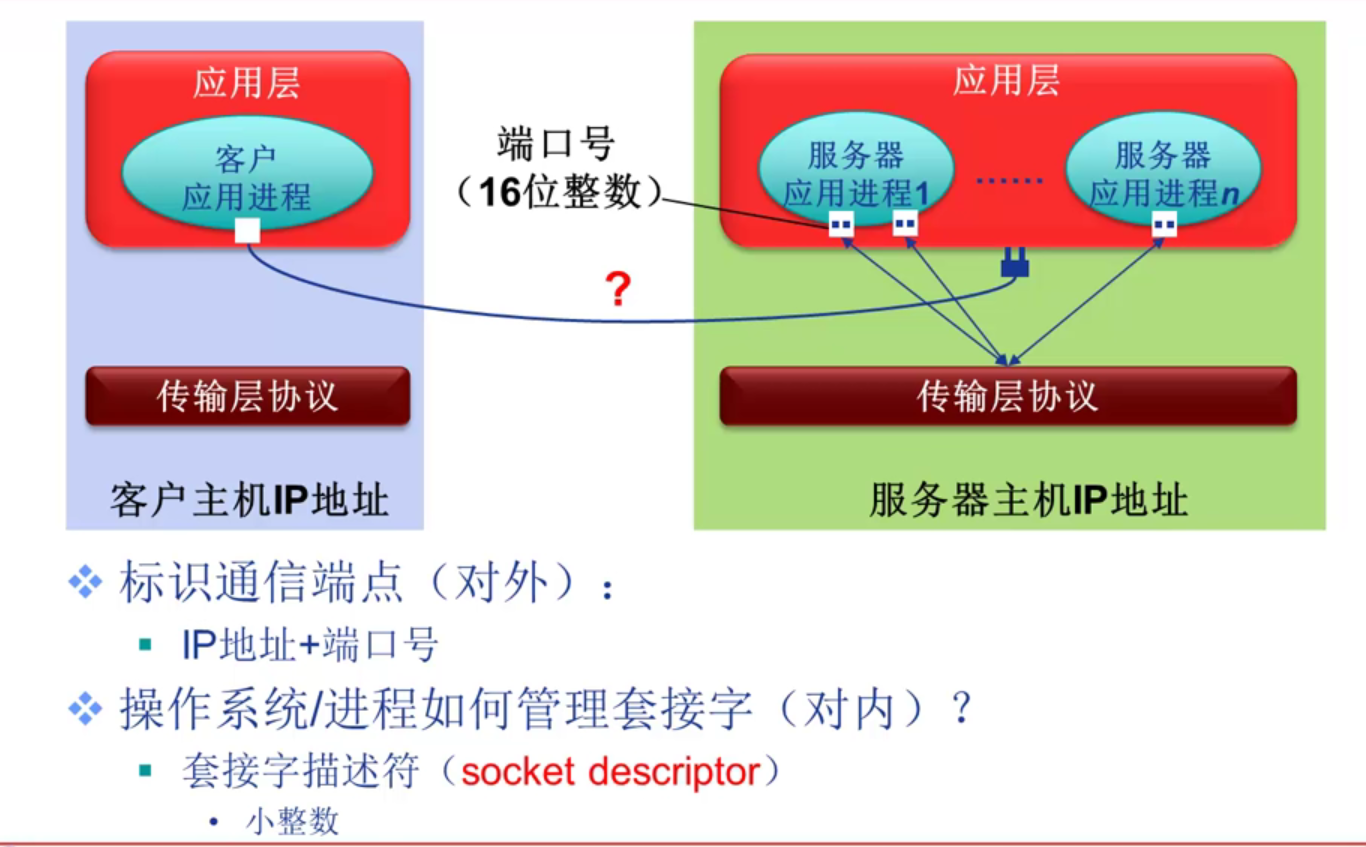 应用层
客户
应用进程
传输层协议
客户主机IP地址
端口号
（16位整数）
?
应用层
服务器
应用进程1
......
服务器
应用进程n
传输层协议
服务器主机IP地址
标识通信端点（对外）：
IP地址+端口号
操作系统/进程如何管理套接字（对内）？
套接字描述符（socket descriptor）
小整数